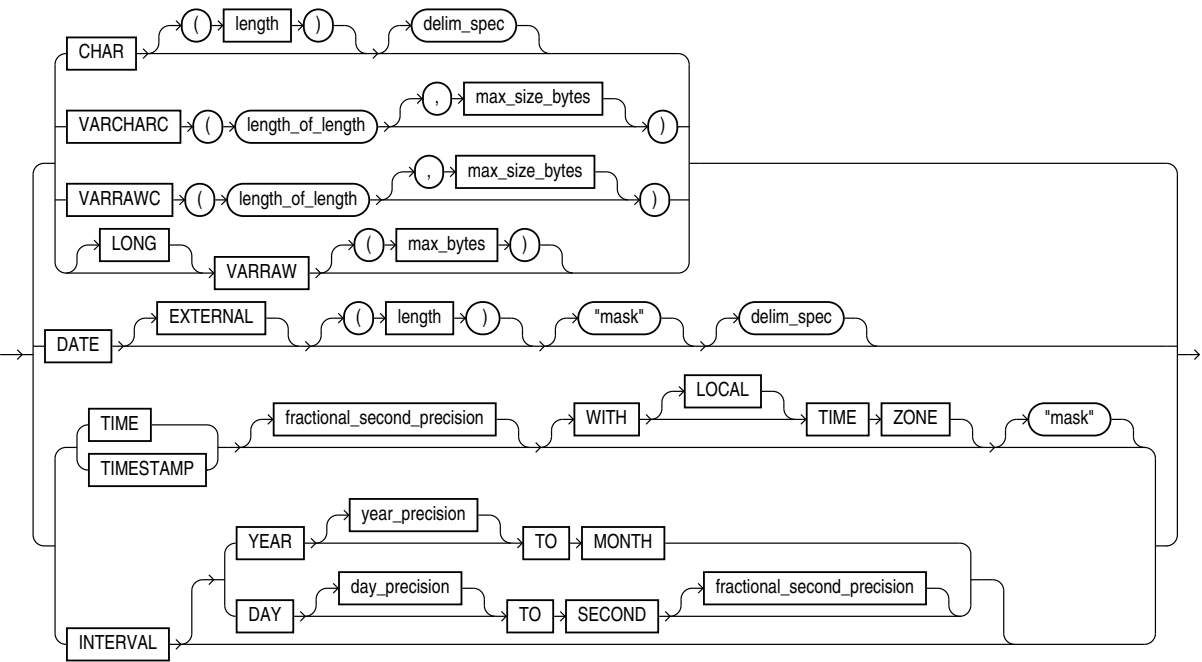 ( length ) delim_spec
CHAR
, max_size_bytes
VARCHARC ( length_of_length )
, max_size_bytes
VARRAWC ( length_of_length )
LONG ( max_bytes )
VARRAW
EXTERNAL ( length ) "mask" delim_spec
DATE
LOCAL
TIME fractional_second_precision WITH TIME ZONE "mask"
TIMESTAMP
year_precision
YEAR TO MONTH
day_precision fractional_second_precision
DAY TO SECOND
INTERVAL